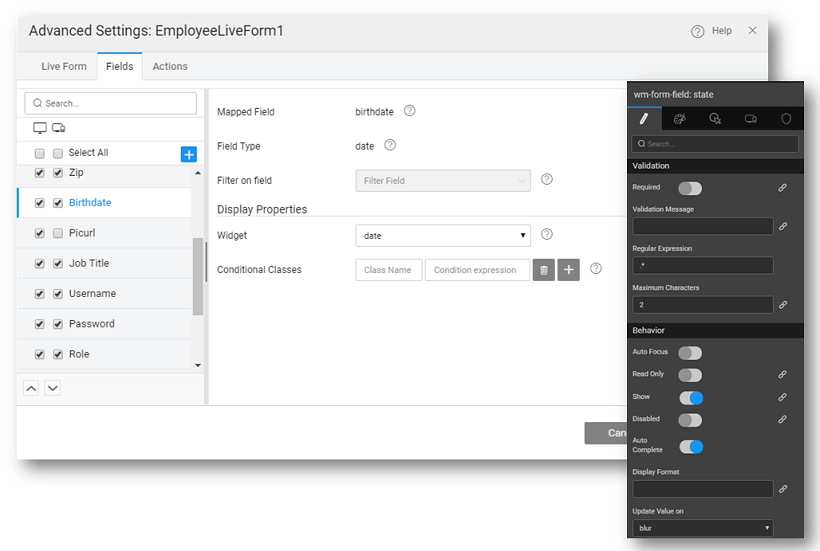 Advanced Settings: EmployeeLiveForm1
Help
Live Form
Fields
Actions
Search...
Select All
Zip
Birthdate
Picurl
Job Title
Username
Password
Role
Mapped Field
birthdate
Field Type
date
Filter on field
Filter Field
Display Properties
Widget
date
Conditional Classes
Class Name
Condition expression
wm-form-field: state
Search...
Validation
Required
Validation Message
Regular Expression
.*
Maximum Characters
2
Behavior
Auto Focus
Read Only
Show
Disabled
Auto
Complete
Display Format
Update Value on
blur